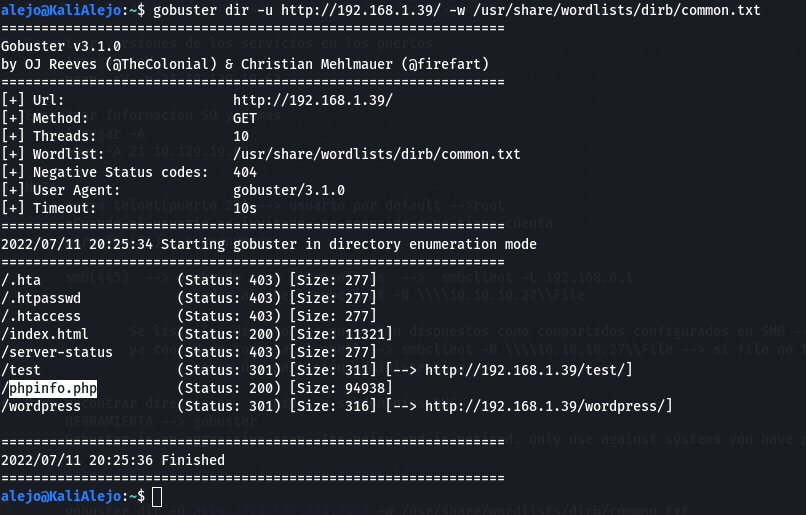 alejo@KaliAlejo:~$ gobuster dir -u http://192.168.1.39/ -w /usr/share/wordlists/dirb/common.txt
===============================================================
Gobuster v3.1.0
by OJ Reeves (@TheColonial) & Christian Mehlmauer (@firefart)
===============================================================
[+] Url:                     http://192.168.1.39/
[+] Method:                  GET
[+] Threads:                 10
[+] Wordlist:                /usr/share/wordlists/dirb/common.txt
[+] Negative Status codes:   404
[+] User Agent:              gobuster/3.1.0
[+] Timeout:                 10s
===============================================================
2022/07/11 20:25:34 Starting gobuster in directory enumeration mode
===============================================================
/.hta                 (Status: 403) [Size: 277]
/.htpasswd            (Status: 403) [Size: 277]
/.htaccess            (Status: 403) [Size: 277]
/index.html           (Status: 200) [Size: 11321]
/server-status        (Status: 403) [Size: 277]
/test                 (Status: 301) [Size: 311] [--> http://192.168.1.39/test/]
/phpinfo.php          (Status: 200) [Size: 94938]
/wordpress            (Status: 301) [Size: 316] [--> http://192.168.1.39/wordpress/]
===============================================================
2022/07/11 20:25:36 Finished
===============================================================
alejo@KaliAlejo:~$